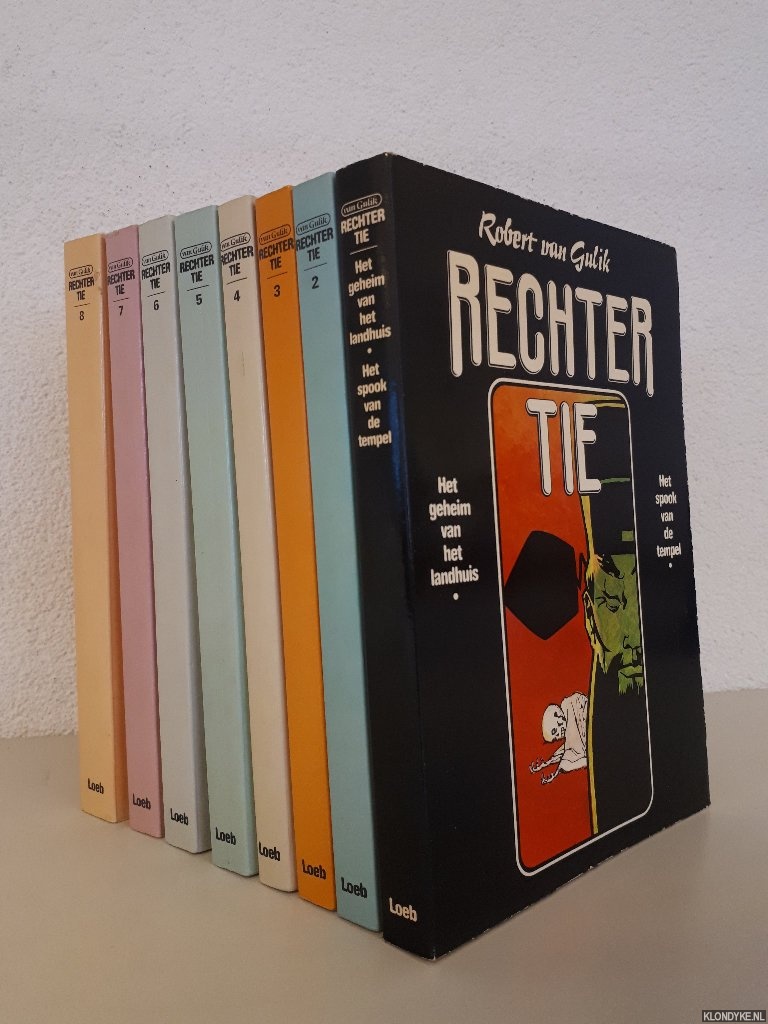 van Gulik
RECHTER
TIE
8
Loeb
van Gulik
RECHTER
TIE
7
Loeb
van Gulik
RECHTER
TIE
6
Loeb
van Gulik
RECHTER
TIE
5
Loeb
van Gulik
RECHTER
TIE
4
Loeb
van Gulik
RECHTER
TIE
3
Loeb
van Gulik
RECHTER
TIE
2
Loeb
van Gulik
RECHTER
TIE
Het
geheim
van
het
landhuis
•
Het
spook
van
de
tempel
Loeb
Robert van Gulik
RECHTER
TIE
Het
geheim
van
het
landhuis
•
Het
spook
van
de
tempel
•
KLONDYKE.NL